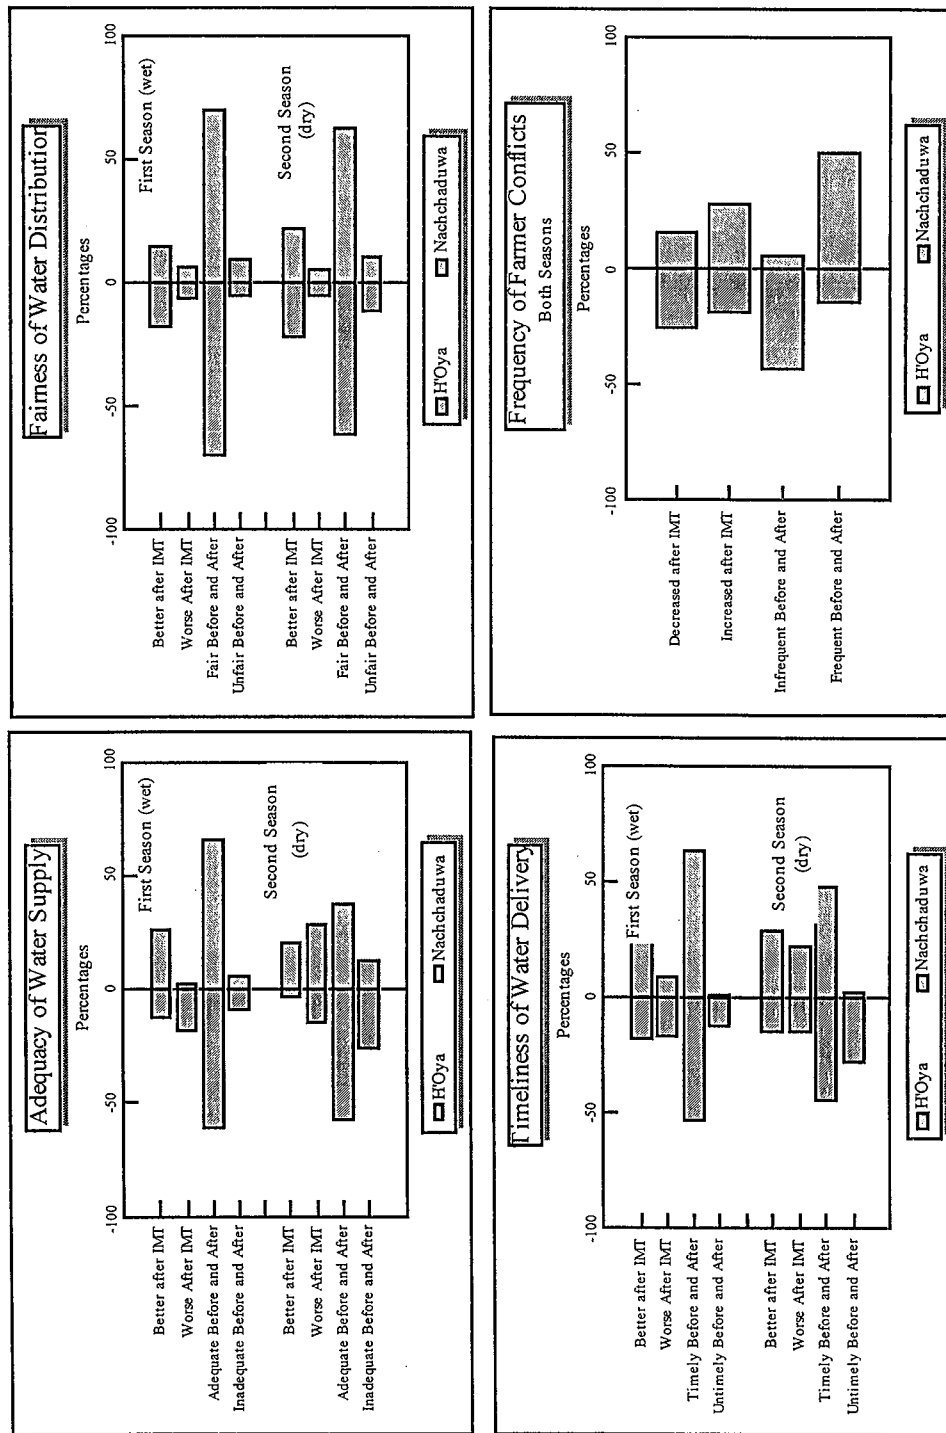 Adequacy of Water Supply
Percentages
-100
-50
0
50
100
First Season (wet)
Better after IMT
Worse After IMT
Adequate Before and After
Inadequate Before and After
Second Season
(dry)
Better after IMT
Worse After IMT
Adequate Before and After
Inadequate Before and After
H'Oya
Nachchaduwa
Fairness of Water Distribution
Percentages
-100
-50
0
50
100
First Season (wet)
Better after IMT
Worse After IMT
Fair Before and After
Unfair Before and After
Second Season
(dry)
Better after IMT
Worse After IMT
Fair Before and After
Unfair Before and After
H'Oya
Nachchaduwa
Timeliness of Water Delivery
Percentages
-100
-50
0
50
100
First Season (wet)
Better after IMT
Worse After IMT
Timely Before and After
Untimely Before and After
Second Season
(dry)
Better after IMT
Worse After IMT
Timely Before and After
Untimely Before and After
H'Oya
Nachchaduwa
Frequency of Farmer Conflicts
Both Seasons
Percentages
-100
-50
0
50
100
Decreased after IMT
Increased after IMT
Infrequent Before and After
Frequent Before and After
H'Oya
Nachchaduwa